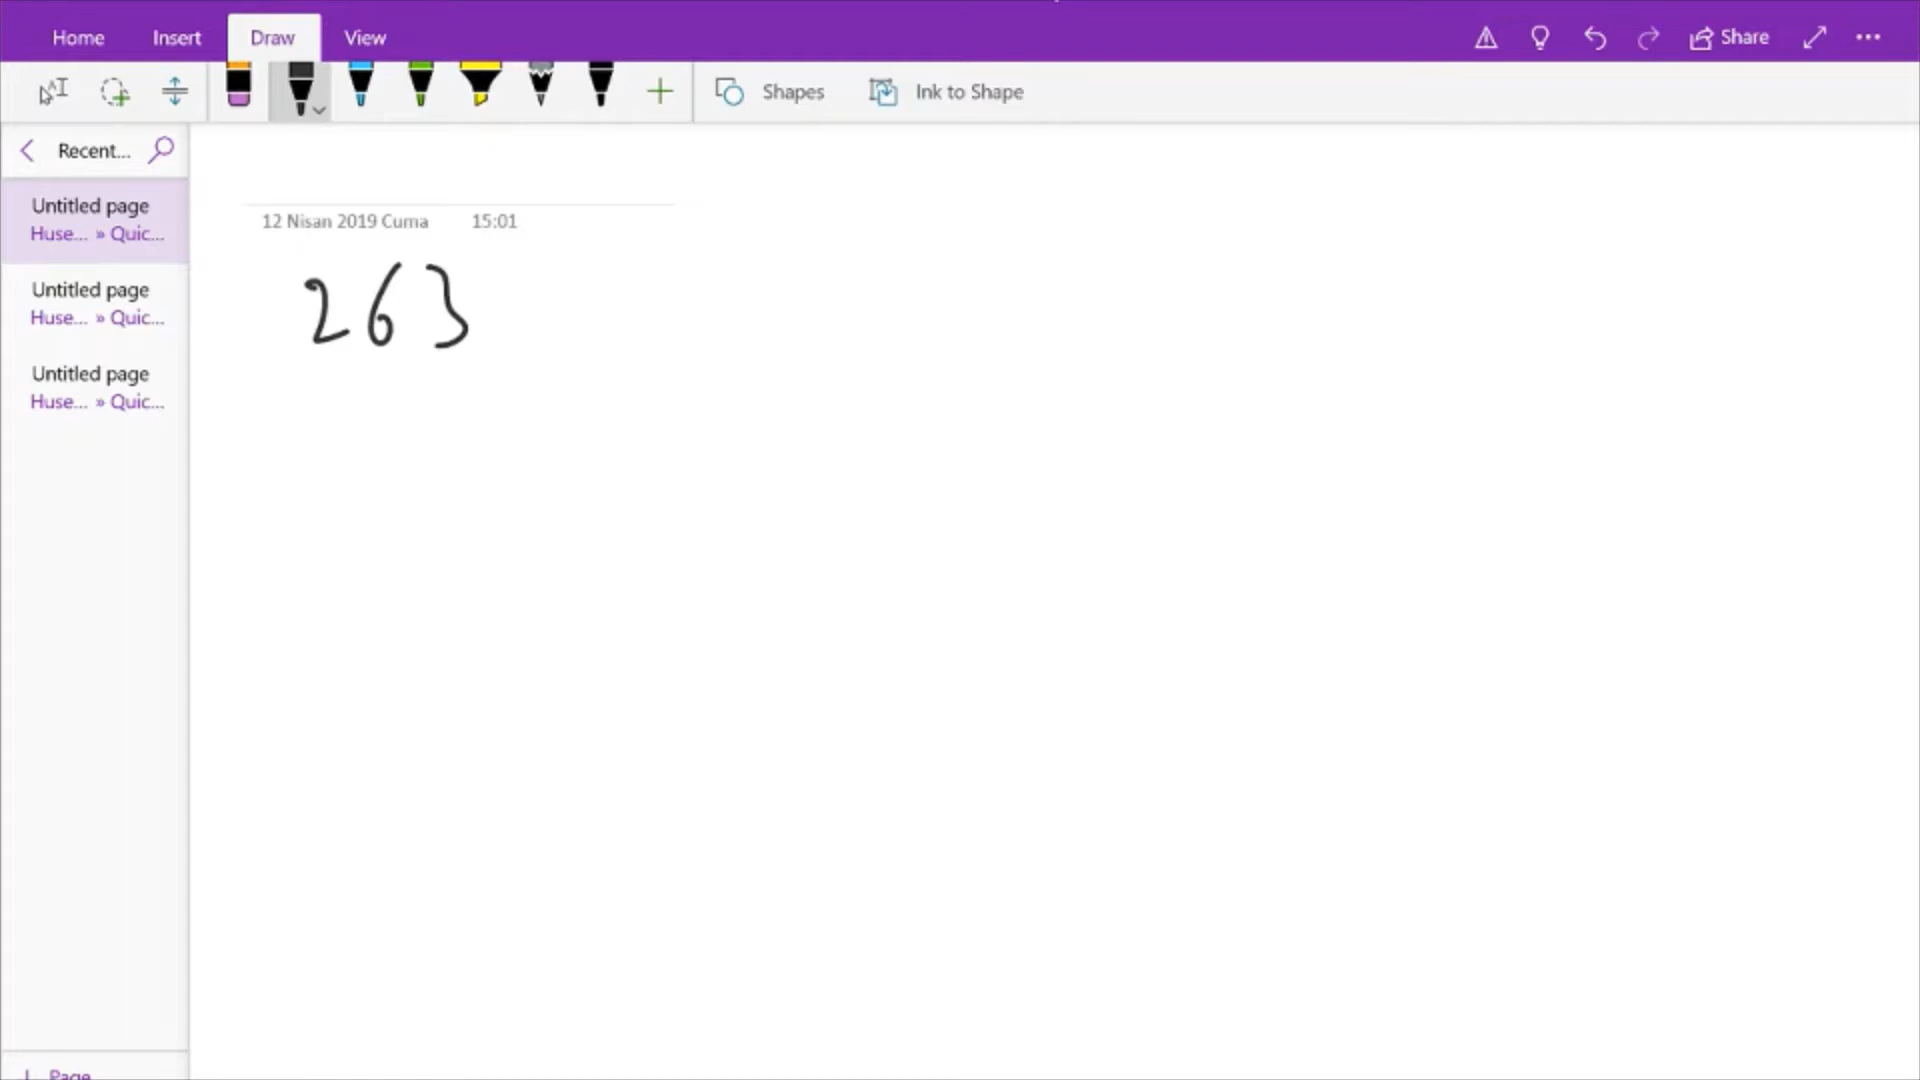 Home Insert Draw View Share
Shapes Ink to Shape
Recent...
Untitled page
Huse... » Quic...
Untitled page
Huse... » Quic...
Untitled page
Huse... » Quic...
Page
12 Nisan 2019 Cuma 15:01
263